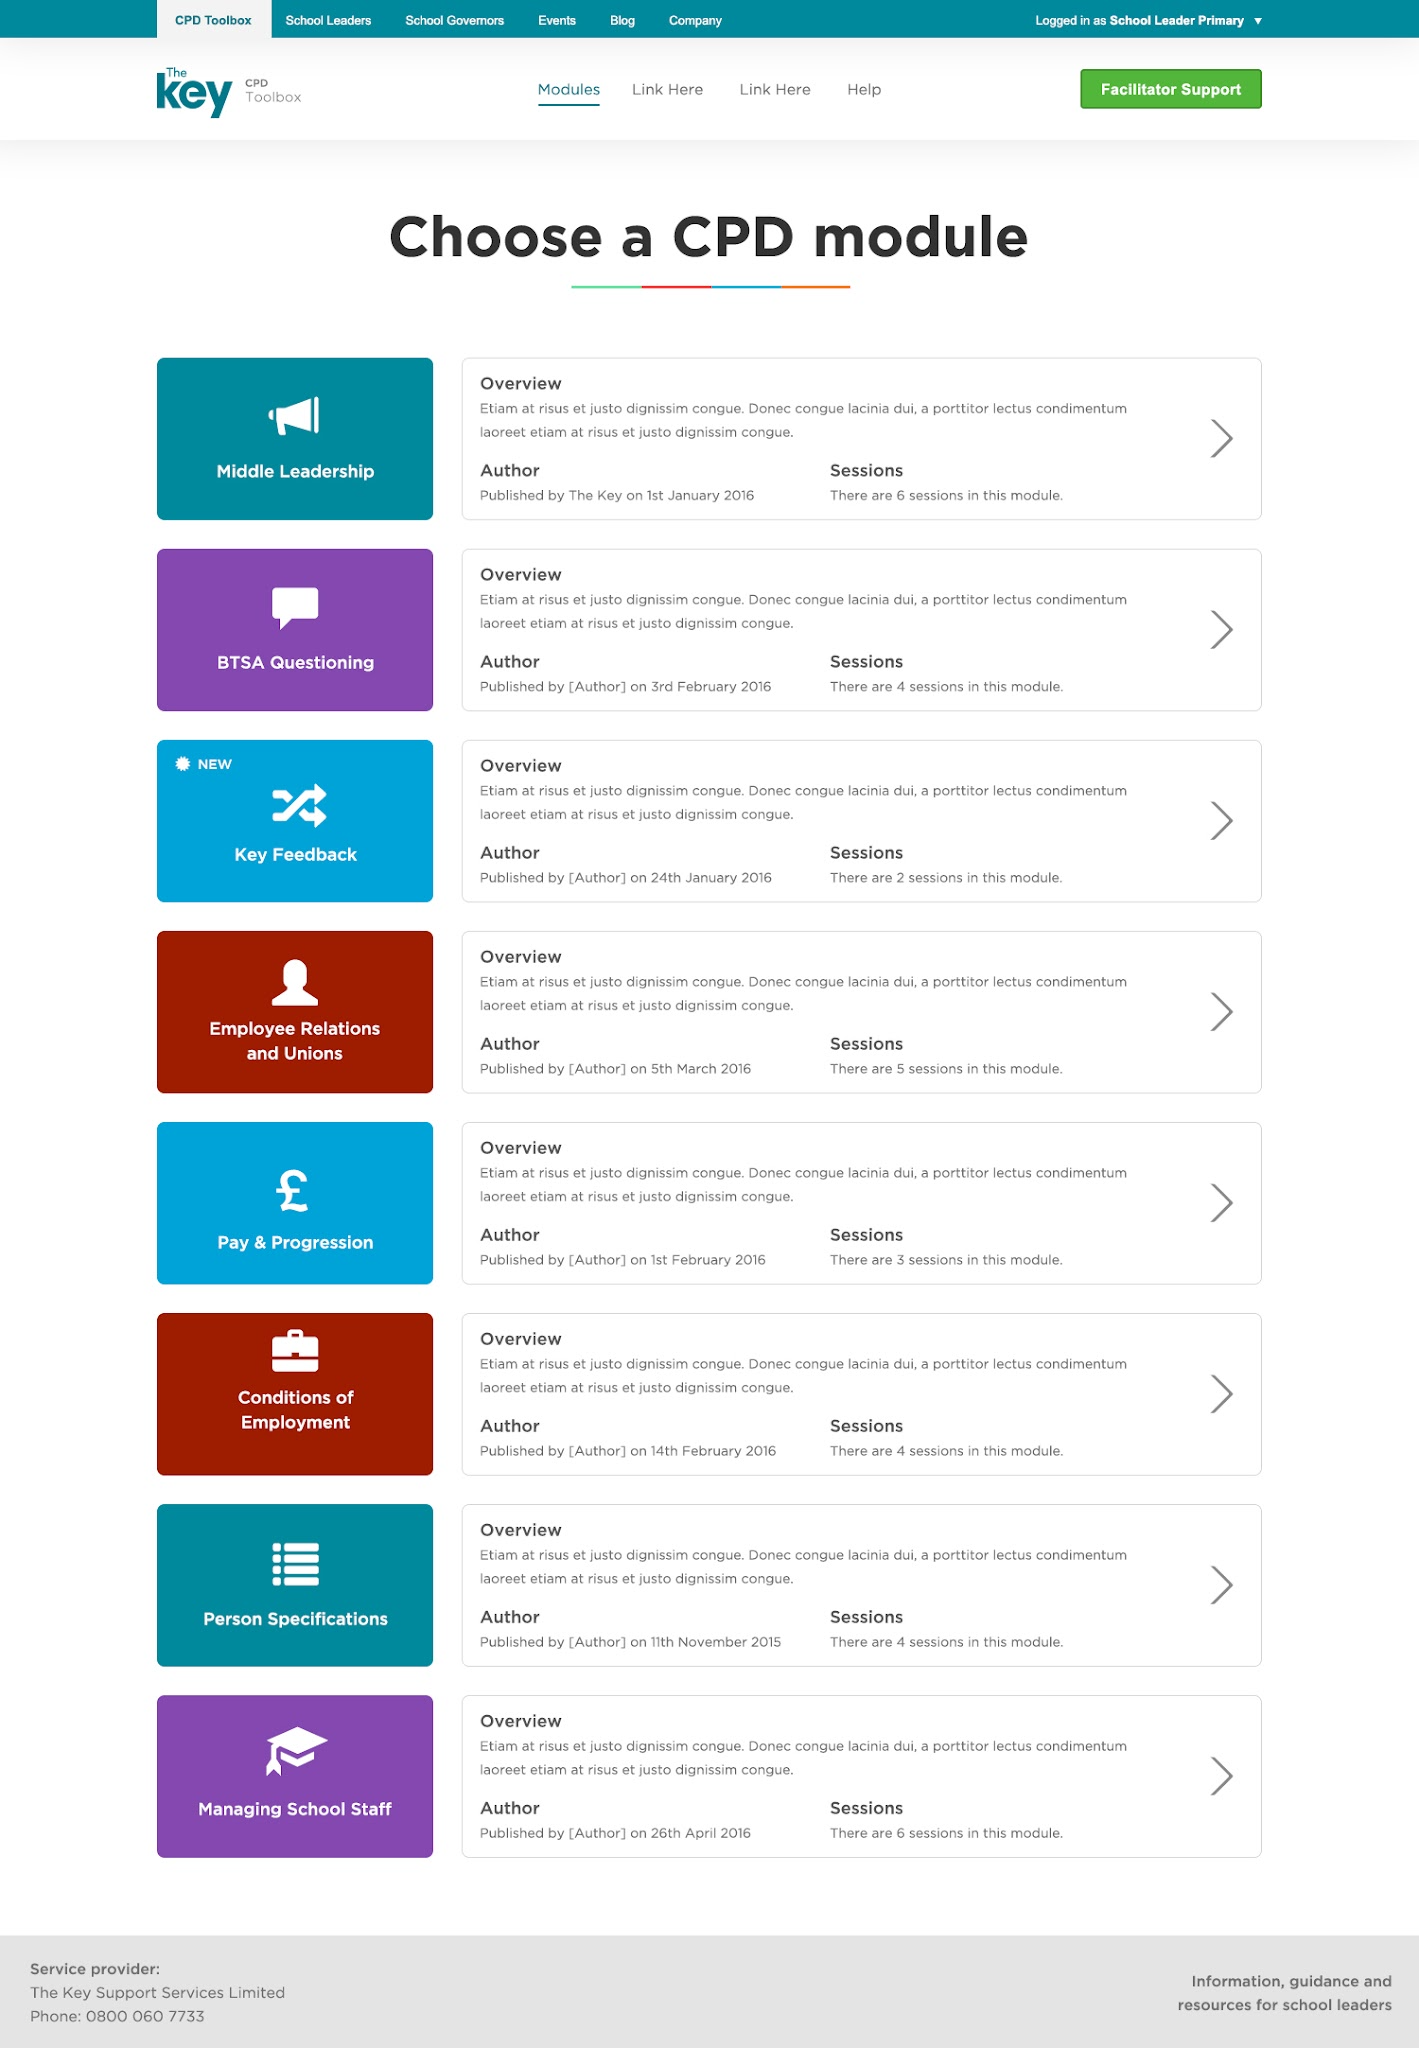 CPD Toolbox School Leaders School Governors Events Blog Company Logged in as School Leader Primary
The key CPD Toolbox
Modules Link Here Link Here Help
Facilitator Support
Choose a CPD module
Middle Leadership
Overview
Etiam at risus et justo dignissim congue. Donec congue lacinia dui, a porttitor lectus condimentum
laoreet etiam at risus et justo dignissim congue.
Author Sessions
Published by The Key on 1st January 2016 There are 6 sessions in this module.
BTSA Questioning
Overview
Etiam at risus et justo dignissim congue. Donec congue lacinia dui, a porttitor lectus condimentum
laoreet etiam at risus et justo dignissim congue.
Author Sessions
Published by [Author] on 3rd February 2016 There are 4 sessions in this module.
NEW
Key Feedback
Overview
Etiam at risus et justo dignissim congue. Donec congue lacinia dui, a porttitor lectus condimentum
laoreet etiam at risus et justo dignissim congue.
Author Sessions
Published by [Author] on 24th January 2016 There are 2 sessions in this module.
Employee Relations
and Unions
Overview
Etiam at risus et justo dignissim congue. Donec congue lacinia dui, a porttitor lectus condimentum
laoreet etiam at risus et justo dignissim congue.
Author Sessions
Published by [Author] on 5th March 2016 There are 5 sessions in this module.
£
Pay & Progression
Overview
Etiam at risus et justo dignissim congue. Donec congue lacinia dui, a porttitor lectus condimentum
laoreet etiam at risus et justo dignissim congue.
Author Sessions
Published by [Author] on 1st February 2016 There are 3 sessions in this module.
Conditions of
Employment
Overview
Etiam at risus et justo dignissim congue. Donec congue lacinia dui, a porttitor lectus condimentum
laoreet etiam at risus et justo dignissim congue.
Author Sessions
Published by [Author] on 14th February 2016 There are 4 sessions in this module.
Person Specifications
Overview
Etiam at risus et justo dignissim congue. Donec congue lacinia dui, a porttitor lectus condimentum
laoreet etiam at risus et justo dignissim congue.
Author Sessions
Published by [Author] on 11th November 2015 There are 4 sessions in this module.
Managing School Staff
Overview
Etiam at risus et justo dignissim congue. Donec congue lacinia dui, a porttitor lectus condimentum
laoreet etiam at risus et justo dignissim congue.
Author Sessions
Published by [Author] on 26th April 2016 There are 6 sessions in this module.
Service provider:
The Key Support Services Limited
Phone: 0800 060 7733
Information, guidance and
resources for school leaders